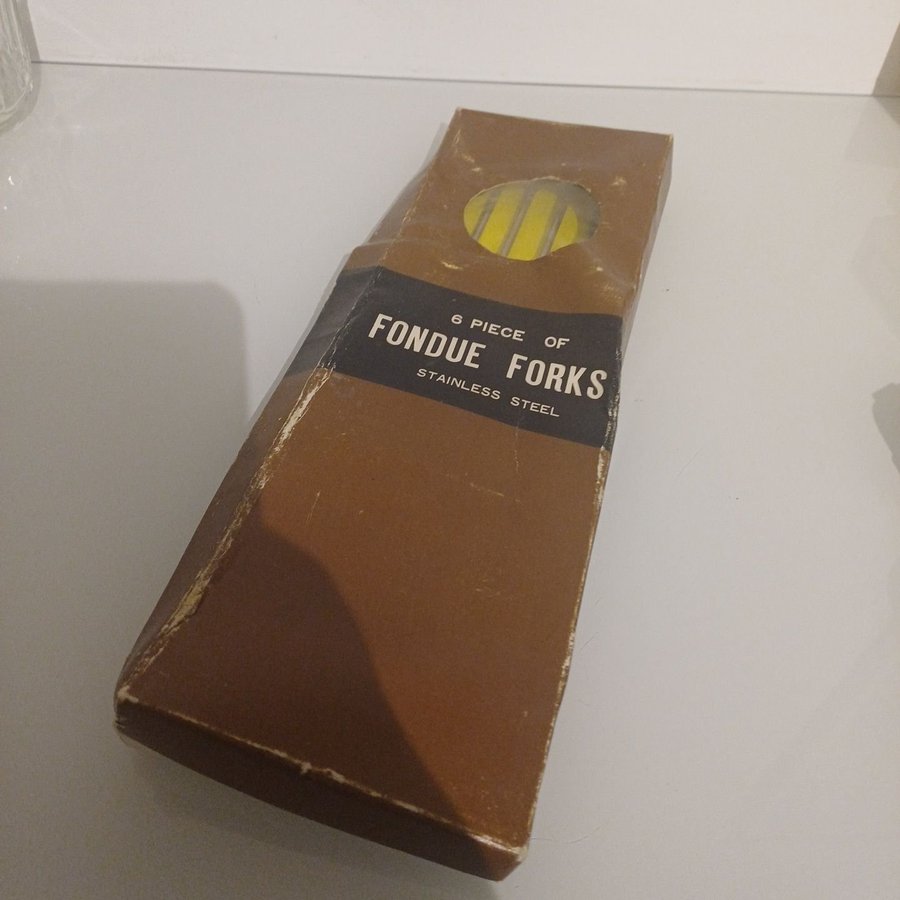 6 PIECE OF
FONDUE FORKS
STAINLESS STEEL